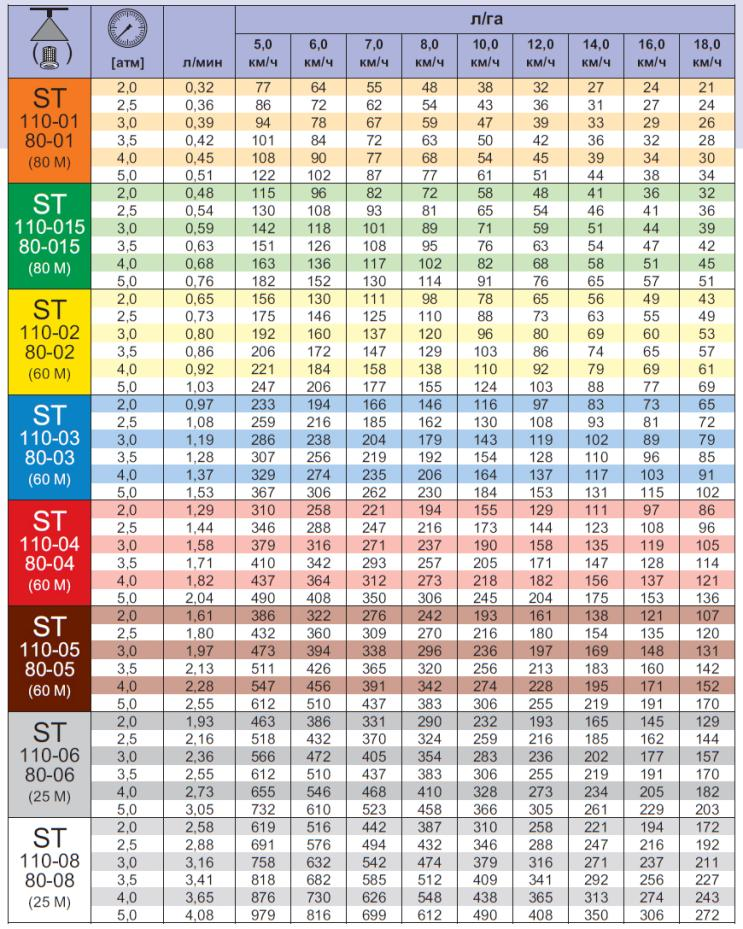 л/га
[атм] л/мин 5,0 км/ч 6,0 км/ч 7,0 км/ч 8,0 км/ч 10,0 км/ч 12,0 км/ч 14,0 км/ч 16,0 км/ч 18,0 км/ч
ST
110-01
80-01
(80 M)
2,0 0,32 77 64 55 48 38 32 27 24 21
2,5 0,36 86 72 62 54 43 36 31 27 24
3,0 0,39 94 78 67 59 47 39 33 29 26
3,5 0,42 101 84 72 63 50 42 36 32 28
4,0 0,45 108 90 77 68 54 45 39 34 30
5,0 0,51 122 102 87 77 61 51 44 38 34
ST
110-015
80-015
(80 M)
2,0 0,48 115 96 82 72 58 48 41 36 32
2,5 0,54 130 108 93 81 65 54 46 41 36
3,0 0,59 142 118 101 89 71 59 51 44 39
3,5 0,63 151 126 108 95 76 63 54 47 42
4,0 0,68 163 136 117 102 82 68 58 51 45
5,0 0,76 182 152 130 114 91 76 65 57 51
ST
110-02
80-02
(60 M)
2,0 0,65 156 130 111 98 78 65 56 49 43
2,5 0,73 175 146 125 110 88 73 63 55 49
3,0 0,80 192 160 137 120 96 80 69 60 53
3,5 0,86 206 172 147 129 103 86 74 65 57
4,0 0,92 221 184 158 138 110 92 79 69 61
5,0 1,03 247 206 177 155 124 103 88 77 69
ST
110-03
80-03
(60 M)
2,0 0,97 233 194 166 146 116 97 83 73 65
2,5 1,08 259 216 185 162 130 108 93 81 72
3,0 1,19 286 238 204 179 143 119 102 89 79
3,5 1,28 307 256 219 192 154 128 110 96 85
4,0 1,37 329 274 235 206 164 137 117 103 91
5,0 1,53 367 306 262 230 184 153 131 115 102
ST
110-04
80-04
(60 M)
2,0 1,29 310 258 221 194 155 129 111 97 86
2,5 1,44 346 288 247 216 173 144 123 108 96
3,0 1,58 379 316 271 237 190 158 135 119 105
3,5 1,71 410 342 293 257 205 171 147 128 114
4,0 1,82 437 364 312 273 218 182 156 137 121
5,0 2,04 490 408 350 306 245 204 175 153 136
ST
110-05
80-05
(60 M)
2,0 1,61 386 322 276 242 193 161 138 121 107
2,5 1,80 432 360 309 270 216 180 154 135 120
3,0 1,97 473 394 338 296 236 197 169 148 131
3,5 2,13 511 426 365 320 256 213 183 160 142
4,0 2,28 547 456 391 342 274 228 195 171 152
5,0 2,55 612 510 437 383 306 255 219 191 170
ST
110-06
80-06
(25 M)
2,0 1,93 463 386 331 290 232 193 165 145 129
2,5 2,16 518 432 370 324 259 216 185 162 144
3,0 2,36 566 472 405 354 283 236 202 177 157
3,5 2,55 612 510 437 383 306 255 219 191 170
4,0 2,73 655 546 468 410 328 273 234 205 182
5,0 3,05 732 610 523 458 366 305 261 229 203
ST
110-08
80-08
(25 M)
2,0 2,58 619 516 442 387 310 258 221 194 172
2,5 2,88 691 576 494 432 346 288 247 216 192
3,0 3,16 758 632 542 474 379 316 271 237 211
3,5 3,41 818 682 585 512 409 341 292 256 227
4,0 3,65 876 730 626 548 438 365 313 274 243
5,0 4,08 979 816 699 612 490 408 350 306 272